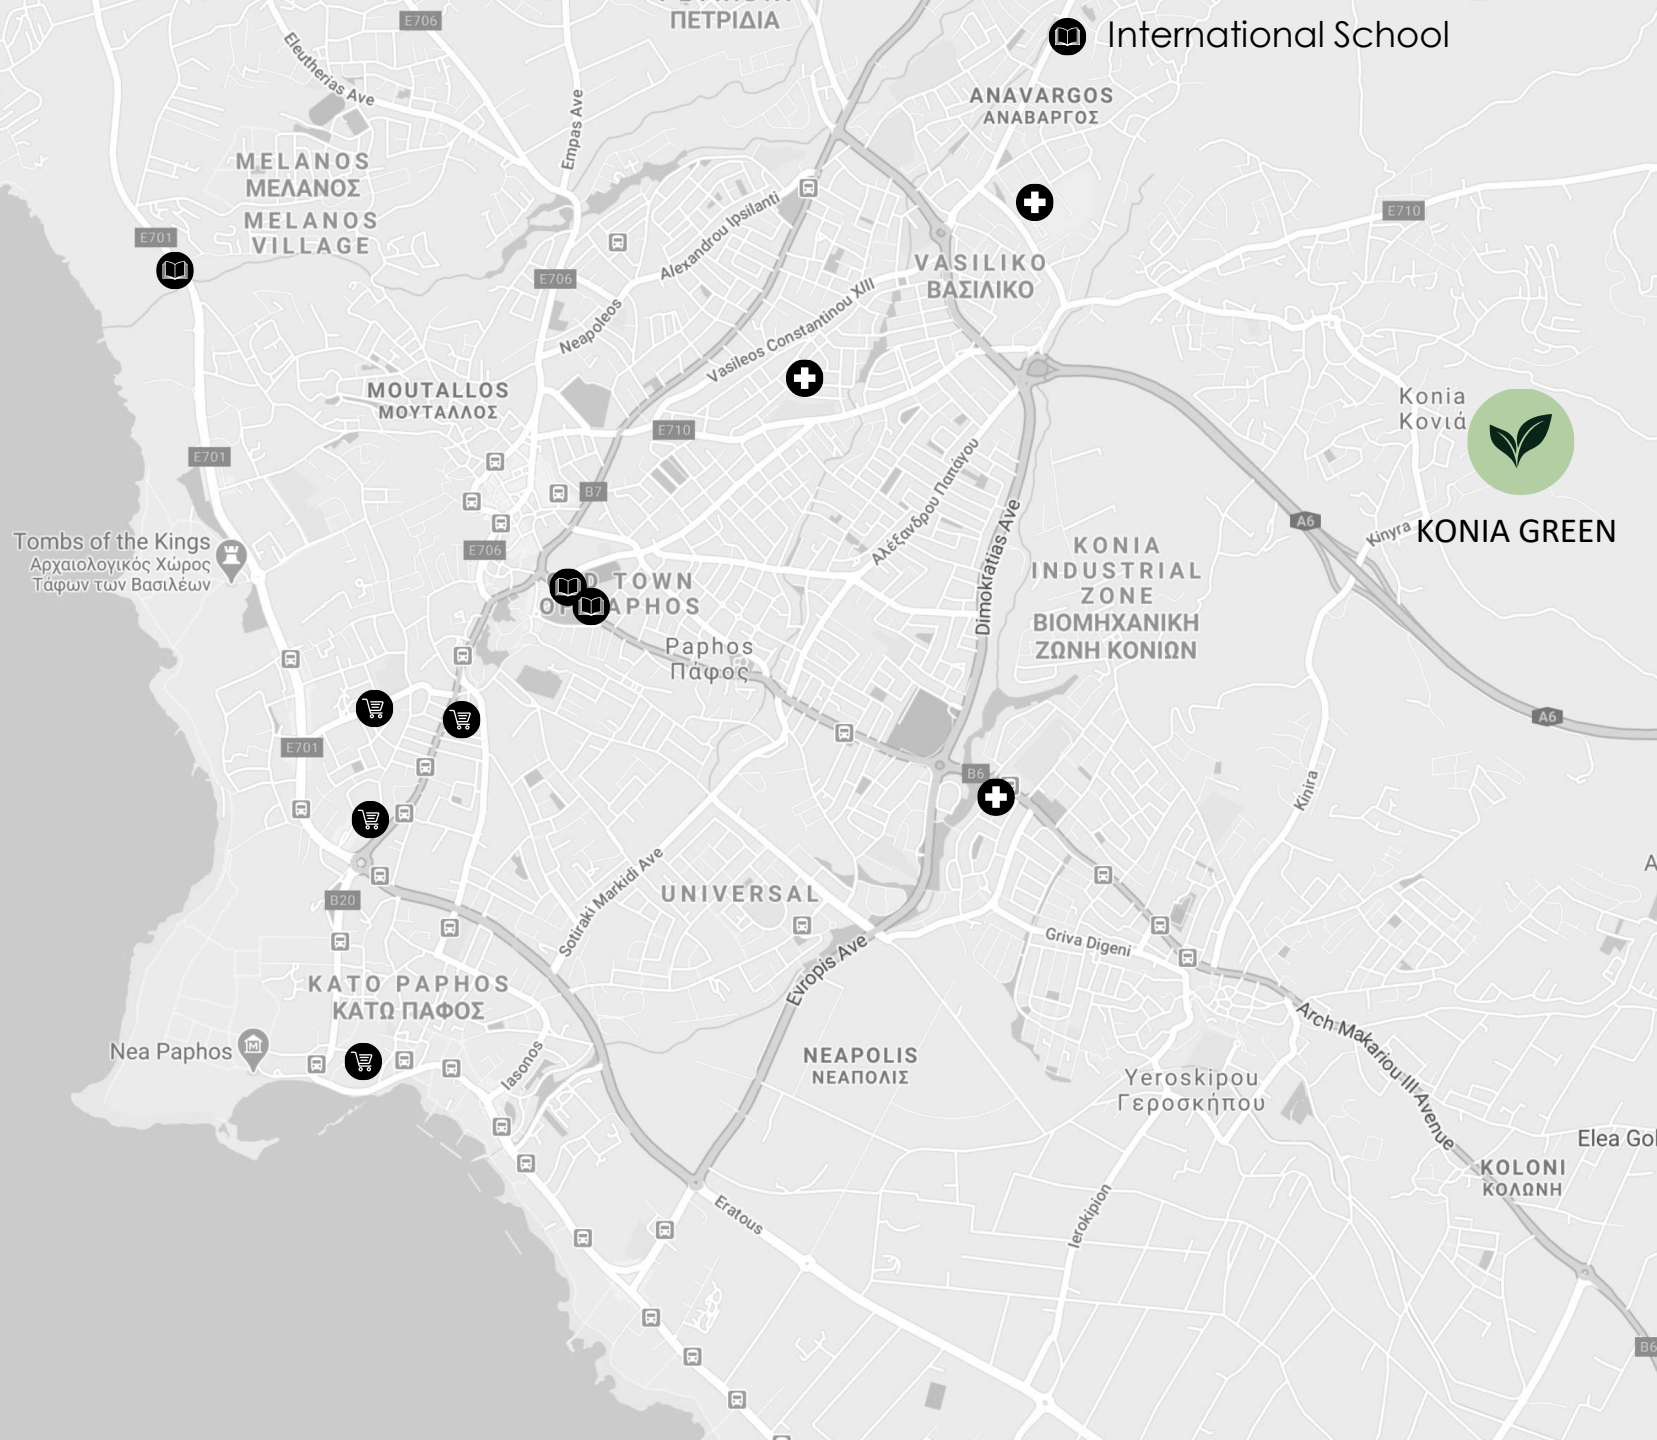 ΠΕΤΡΙΔΙΑ
E706
International School
Eleutherias Ave
Empas Ave
ANAVARGOS
ΑΝΑΒΑΡΓΟΣ
MELANOS
ΜΕΛΑΝΟΣ
MELANOS
VILLAGE
E701
Alexandrou Ipsilanti
E710
VASILIKO
ΒΑΣΙΛΙΚΟ
E706
Neapoleos
Vasileos Constantinou XIII
MOUTALLOS
ΜΟΥΤΑΛΛΟΣ
Konia
Κονιά
E710
E701
B7
Αλέξανδρου Παπάγου
Dimokratias Ave
A6
Kinyra
KONIA GREEN
Tombs of the Kings
Αρχαιολογικός Χώρος
Τάφων των Βασιλέων
E706
KONIA
INDUSTRIAL
ZONE
ΒΙΟΜΗΧΑΝΙΚΗ
ΖΩΝΗ ΚΟΝΙΩΝ
TOWN
Paphos
Πάφος
A6
E701
B6
Kinira
B20
Sotiraki Markidi Ave
UNIVERSAL
Griva Digeni
Evropis Ave
KATO PAPHOS
ΚΑΤΩ ΠΑΦΟΣ
Arch Makariou III Avenue
Nea Paphos
Iasonos
NEAPOLIS
ΝΕΑΠΟΛΙΣ
Yeroskipou
Γεροσκήπου
Elea Gol
KOLONI
ΚΟΛΩΝΗ
Eratous
Ierokipion
B6